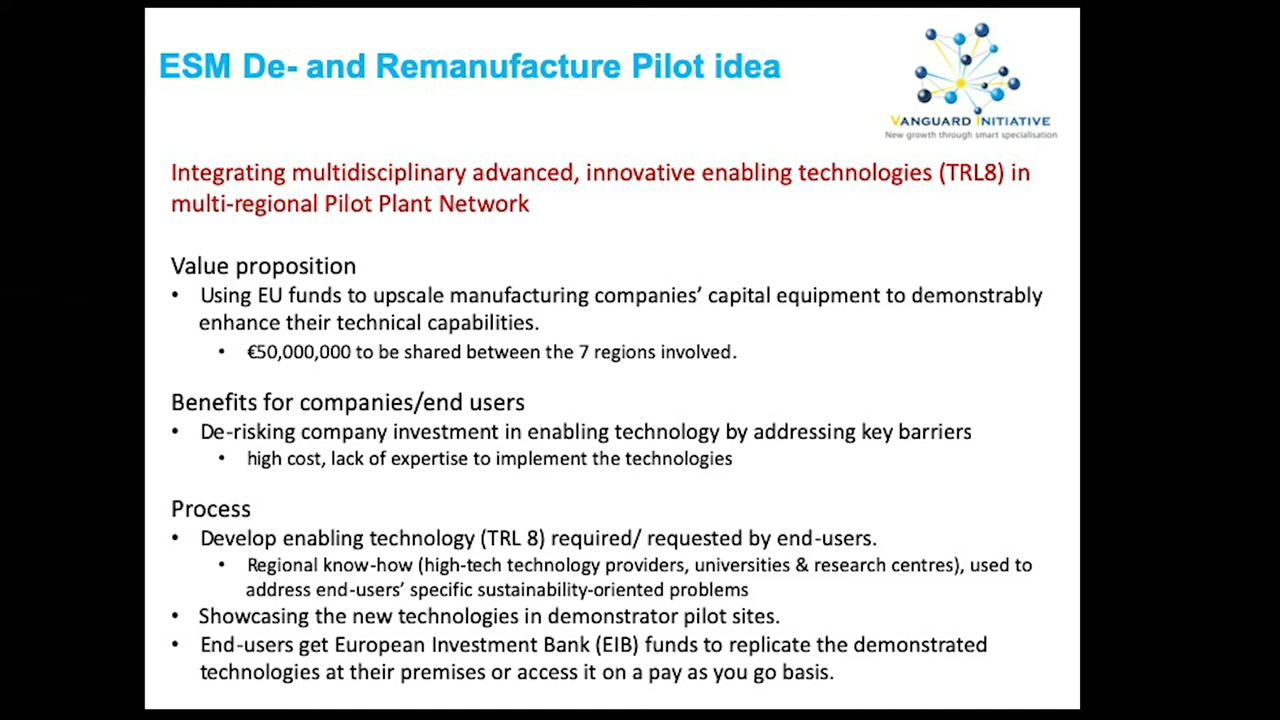 ESM De- and Remanufacture Pilot idea
VANGUARD INITIATIVE
New growth through smart specialisation
Integrating multidisciplinary advanced, innovative enabling technologies (TRL8) in
multi-regional Pilot Plant Network
Value proposition
• Using EU funds to upscale manufacturing companies’ capital equipment to demonstrably
enhance their technical capabilities.
• €50,000,000 to be shared between the 7 regions involved.
Benefits for companies/end users
• De-risking company investment in enabling technology by addressing key barriers
• high cost, lack of expertise to implement the technologies
Process
• Develop enabling technology (TRL 8) required/ requested by end-users.
• Regional know-how (high-tech technology providers, universities & research centres), used to
address end-users’ specific sustainability-oriented problems
• Showcasing the new technologies in demonstrator pilot sites.
• End-users get European Investment Bank (EIB) funds to replicate the demonstrated
technologies at their premises or access it on a pay as you go basis.